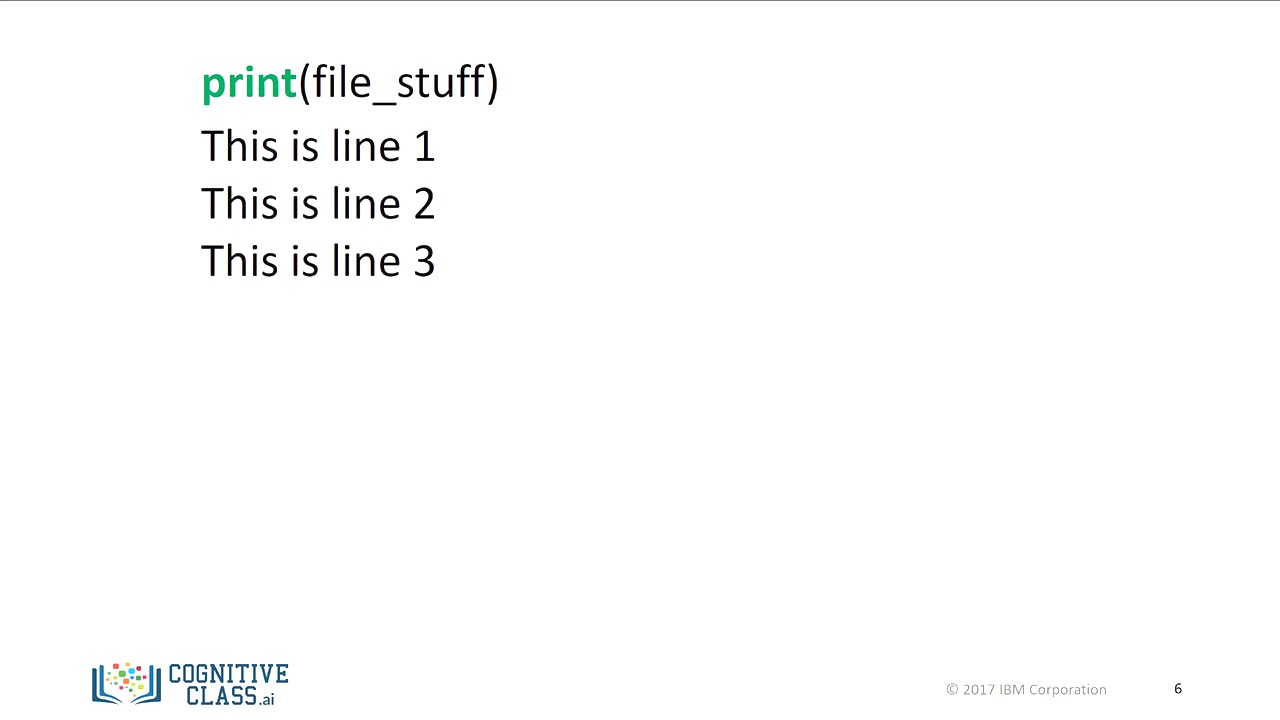 print(file_stuff)
This is line 1
This is line 2
This is line 3
COGNITIVE
CLASS.ai
© 2017 IBM Corporation
6